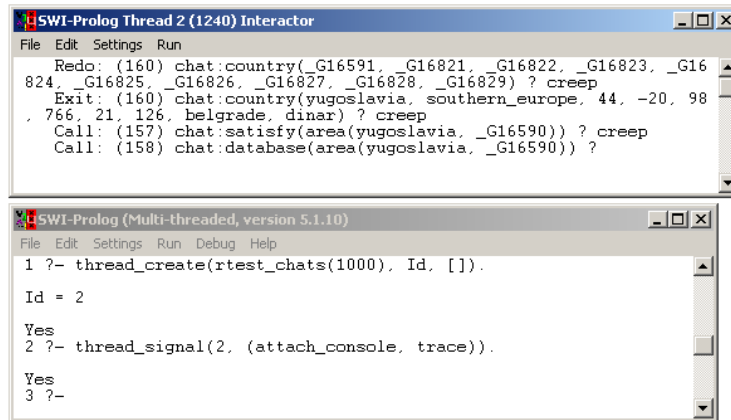 SWI-Prolog Thread 2 (1240) Interactor
File Edit Settings Run
Redo: (160) chat:country(_G16591, _G16821, _G16822, _G16823, _G16
824, _G16825, _G16826, _G16827, _G16828, _G16829) ? creep
Exit: (160) chat:country(yugoslavia, southern_europe, 44, -20, 98
, 766, 21, 126, belgrade, dinar) ? creep
Call: (157) chat:satisfy(area(yugoslavia, _G16590)) ? creep
Call: (158) chat:database(area(yugoslavia, _G16590)) ?
SWI-Prolog (Multi-threaded, version 5.1.10)
File Edit Settings Run Debug Help
1 ?- thread_create(rtest_chats(1000), Id, []).
Id = 2
Yes
2 ?- thread_signal(2, (attach_console, trace)).
Yes
3 ?-